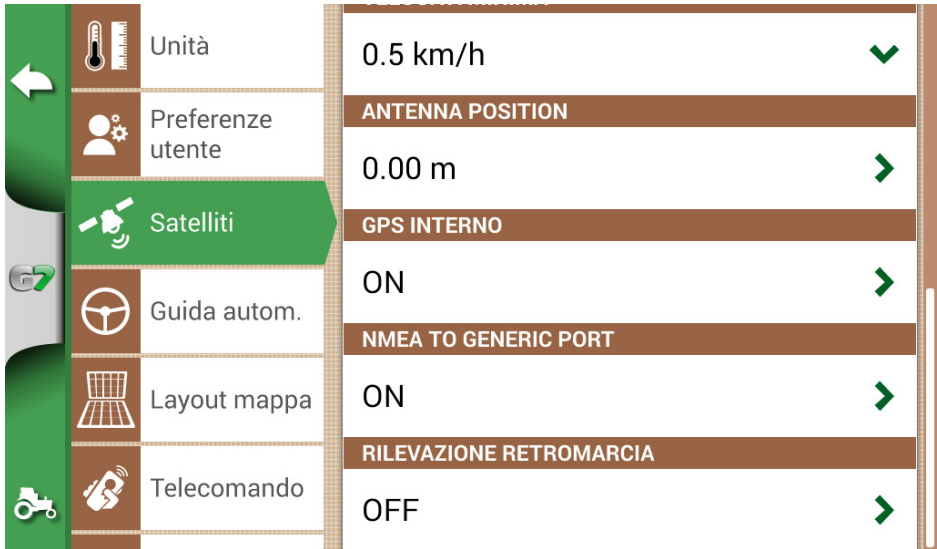 Unità
Preferenze
utente
Satelliti
Guida autom.
Layout mappa
Telecomando
G7
0.5 km/h
ANTENNA POSITION
0.00 m
GPS INTERNO
ON
NMEA TO GENERIC PORT
ON
RILEVAZIONE RETROMARCIA
OFF